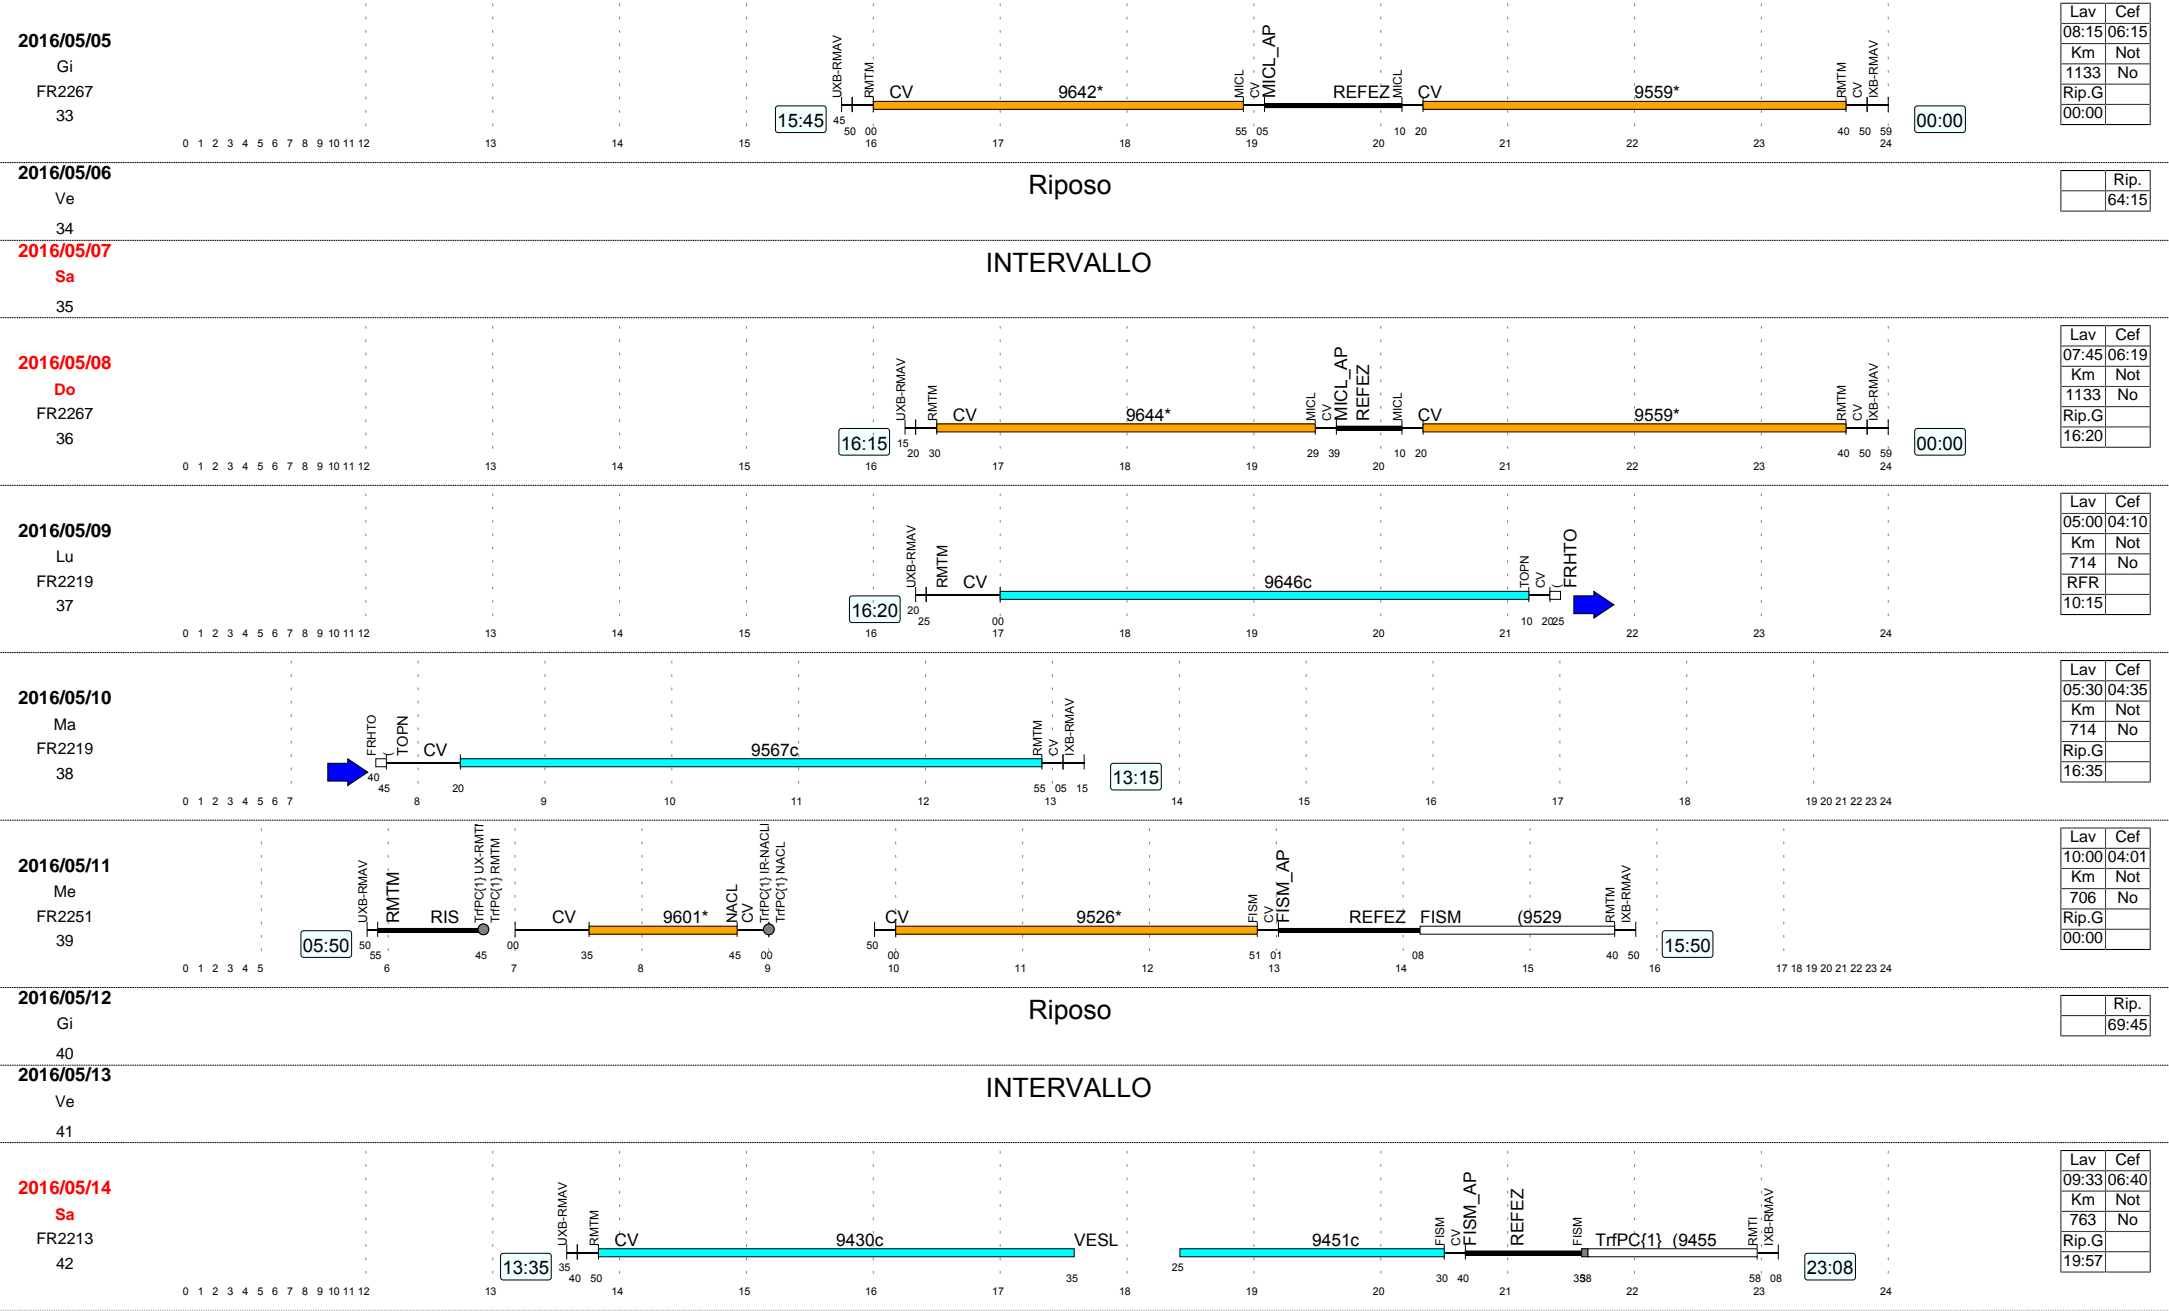 2016/05/05
Gi
FR2267
33
15:45
UXB-RMAV RMTM CV 9642* MICL CV MICL_AP REFEZ MICL CV 9559* RMTM CV IXB-RMAV
45 50 00 55 05 10 20 40 50 59
00:00
0 1 2 3 4 5 6 7 8 9 10 11 12 13 14 15 16 17 18 19 20 21 22 23 24
Lav Cef
08:15 06:15
Km Not
1133 No
Rip.G
00:00
2016/05/06
Ve
34
Riposo
Rip.
64:15
2016/05/07
Sa
35
INTERVALLO
2016/05/08
Do
FR2267
36
16:15
UXB-RMAV RMTM CV 9644* MICL CV MICL_AP REFEZ MICL CV 9559* RMTM CV IXB-RMAV
15 20 30 29 39 10 20 40 50 59
00:00
0 1 2 3 4 5 6 7 8 9 10 11 12 13 14 15 16 17 18 19 20 21 22 23 24
Lav Cef
07:45 06:19
Km Not
1133 No
Rip.G
16:20
2016/05/09
Lu
FR2219
37
16:20
UXB-RMAV RMTM CV 9646c TOPN CV ( FRHTO
20 25 00 10 20 25
0 1 2 3 4 5 6 7 8 9 10 11 12 13 14 15 16 17 18 19 20 21 22 23 24
Lav Cef
05:00 04:10
Km Not
714 No
RFR
10:15
2016/05/10
Ma
FR2219
38
FRHTO ( TOPN CV 9567c RMTM CV IXB-RMAV
40 45 20 55 05 15
13:15
0 1 2 3 4 5 6 7 8 9 10 11 12 13 14 15 16 17 18 19 20 21 22 23 24
Lav Cef
05:30 04:35
Km Not
714 No
Rip.G
16:35
2016/05/11
Me
FR2251
39
05:50
UXB-RMAV RMTM RIS TrfPC{1} UX-RMTI TrfPC{1} RMTM CV 9601* NACL CV TrfPC{1} IR-NACLI TrfPC{1} NACL CV 9526* FISM CV FISM_AP REFEZ FISM (9529 RMTM IXB-RMAV
50 55 45 00 35 45 00 50 00 51 01 08 40 50
15:50
0 1 2 3 4 5 6 7 8 9 10 11 12 13 14 15 16 17 18 19 20 21 22 23 24
Lav Cef
10:00 04:01
Km Not
706 No
Rip.G
00:00
2016/05/12
Gi
40
Riposo
Rip.
69:45
2016/05/13
Ve
41
INTERVALLO
2016/05/14
Sa
FR2213
42
13:35
UXB-RMAV RMTM CV 9430c VESL 9451c FISM CV FISM_AP REFEZ FISM TrfPC{1} (9455 RMTI IXB-RMAV
35 40 50 35 25 30 40 35 38 58 08
23:08
0 1 2 3 4 5 6 7 8 9 10 11 12 13 14 15 16 17 18 19 20 21 22 23 24
Lav Cef
09:33 06:40
Km Not
763 No
Rip.G
19:57